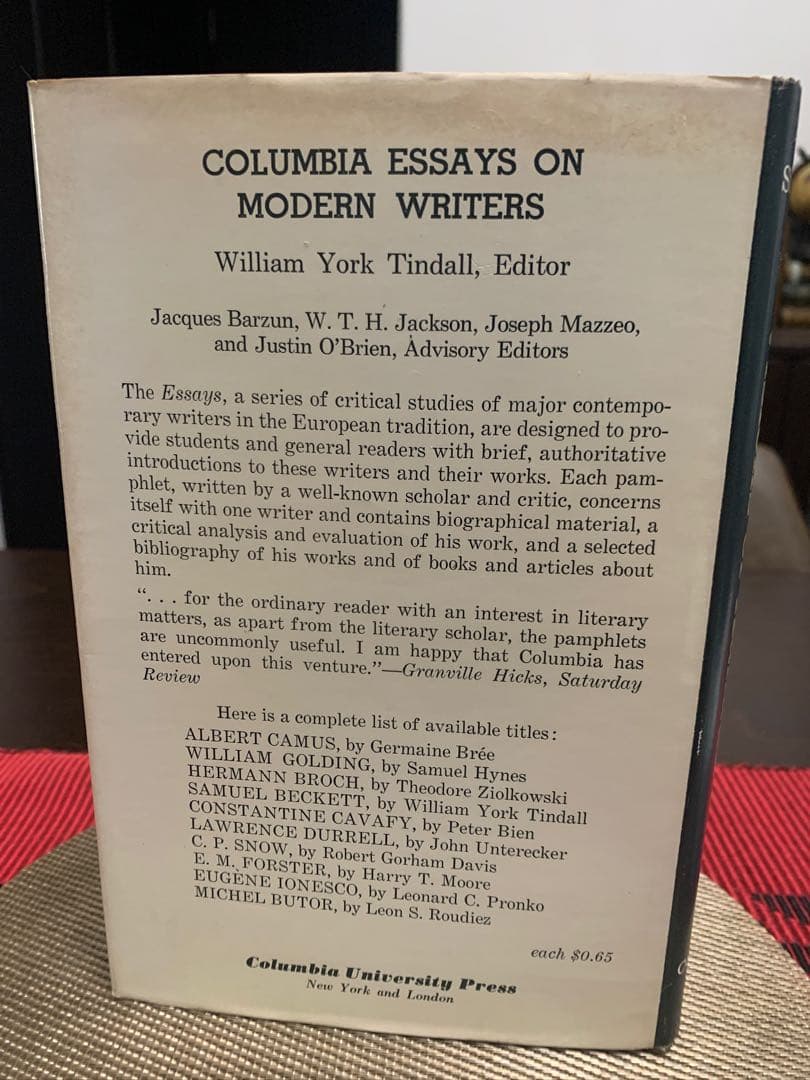 COLUMBIA ESSAYS ON
MODERN WRITERS
William York Tindall, Editor
Jacques Barzun, W. T. H. Jackson, Joseph Mazzeo,
and Justin O'Brien, Advisory Editors
The Essays, a series of critical studies of major contempo-
rary writers in the European tradition, are designed to pro-
vide students and general readers with brief, authoritative
introductions to these writers and their works. Each pam-
phlet, written by a well-known scholar and critic, concerns
itself with one writer and contains biographical material, a
critical analysis and evaluation of his work, and a selected
bibliography of his works and of books and articles about
him.
". . . for the ordinary reader with an interest in literary
matters, as apart from the literary scholar, the pamphlets
are uncommonly useful. I am happy that Columbia has
entered upon this venture."—Granville Hicks, Saturday
Review
Here is a complete list of available titles:
ALBERT CAMUS, by Germaine Brée
WILLIAM GOLDING, by Samuel Hynes
HERMANN BROCH, by Theodore Ziolkowski
SAMUEL BECKETT, by William York Tindall
CONSTANTINE CAVAFY, by Peter Bien
LAWRENCE DURRELL, by John Unterecker
C. P. SNOW, by Robert Gorham Davis
E. M. FORSTER, by Harry T. Moore
EUGÈNE IONESCO, by Leonard C. Pronko
MICHEL BUTOR, by Leon S. Roudiez
each $0.65
Columbia University Press
New York and London